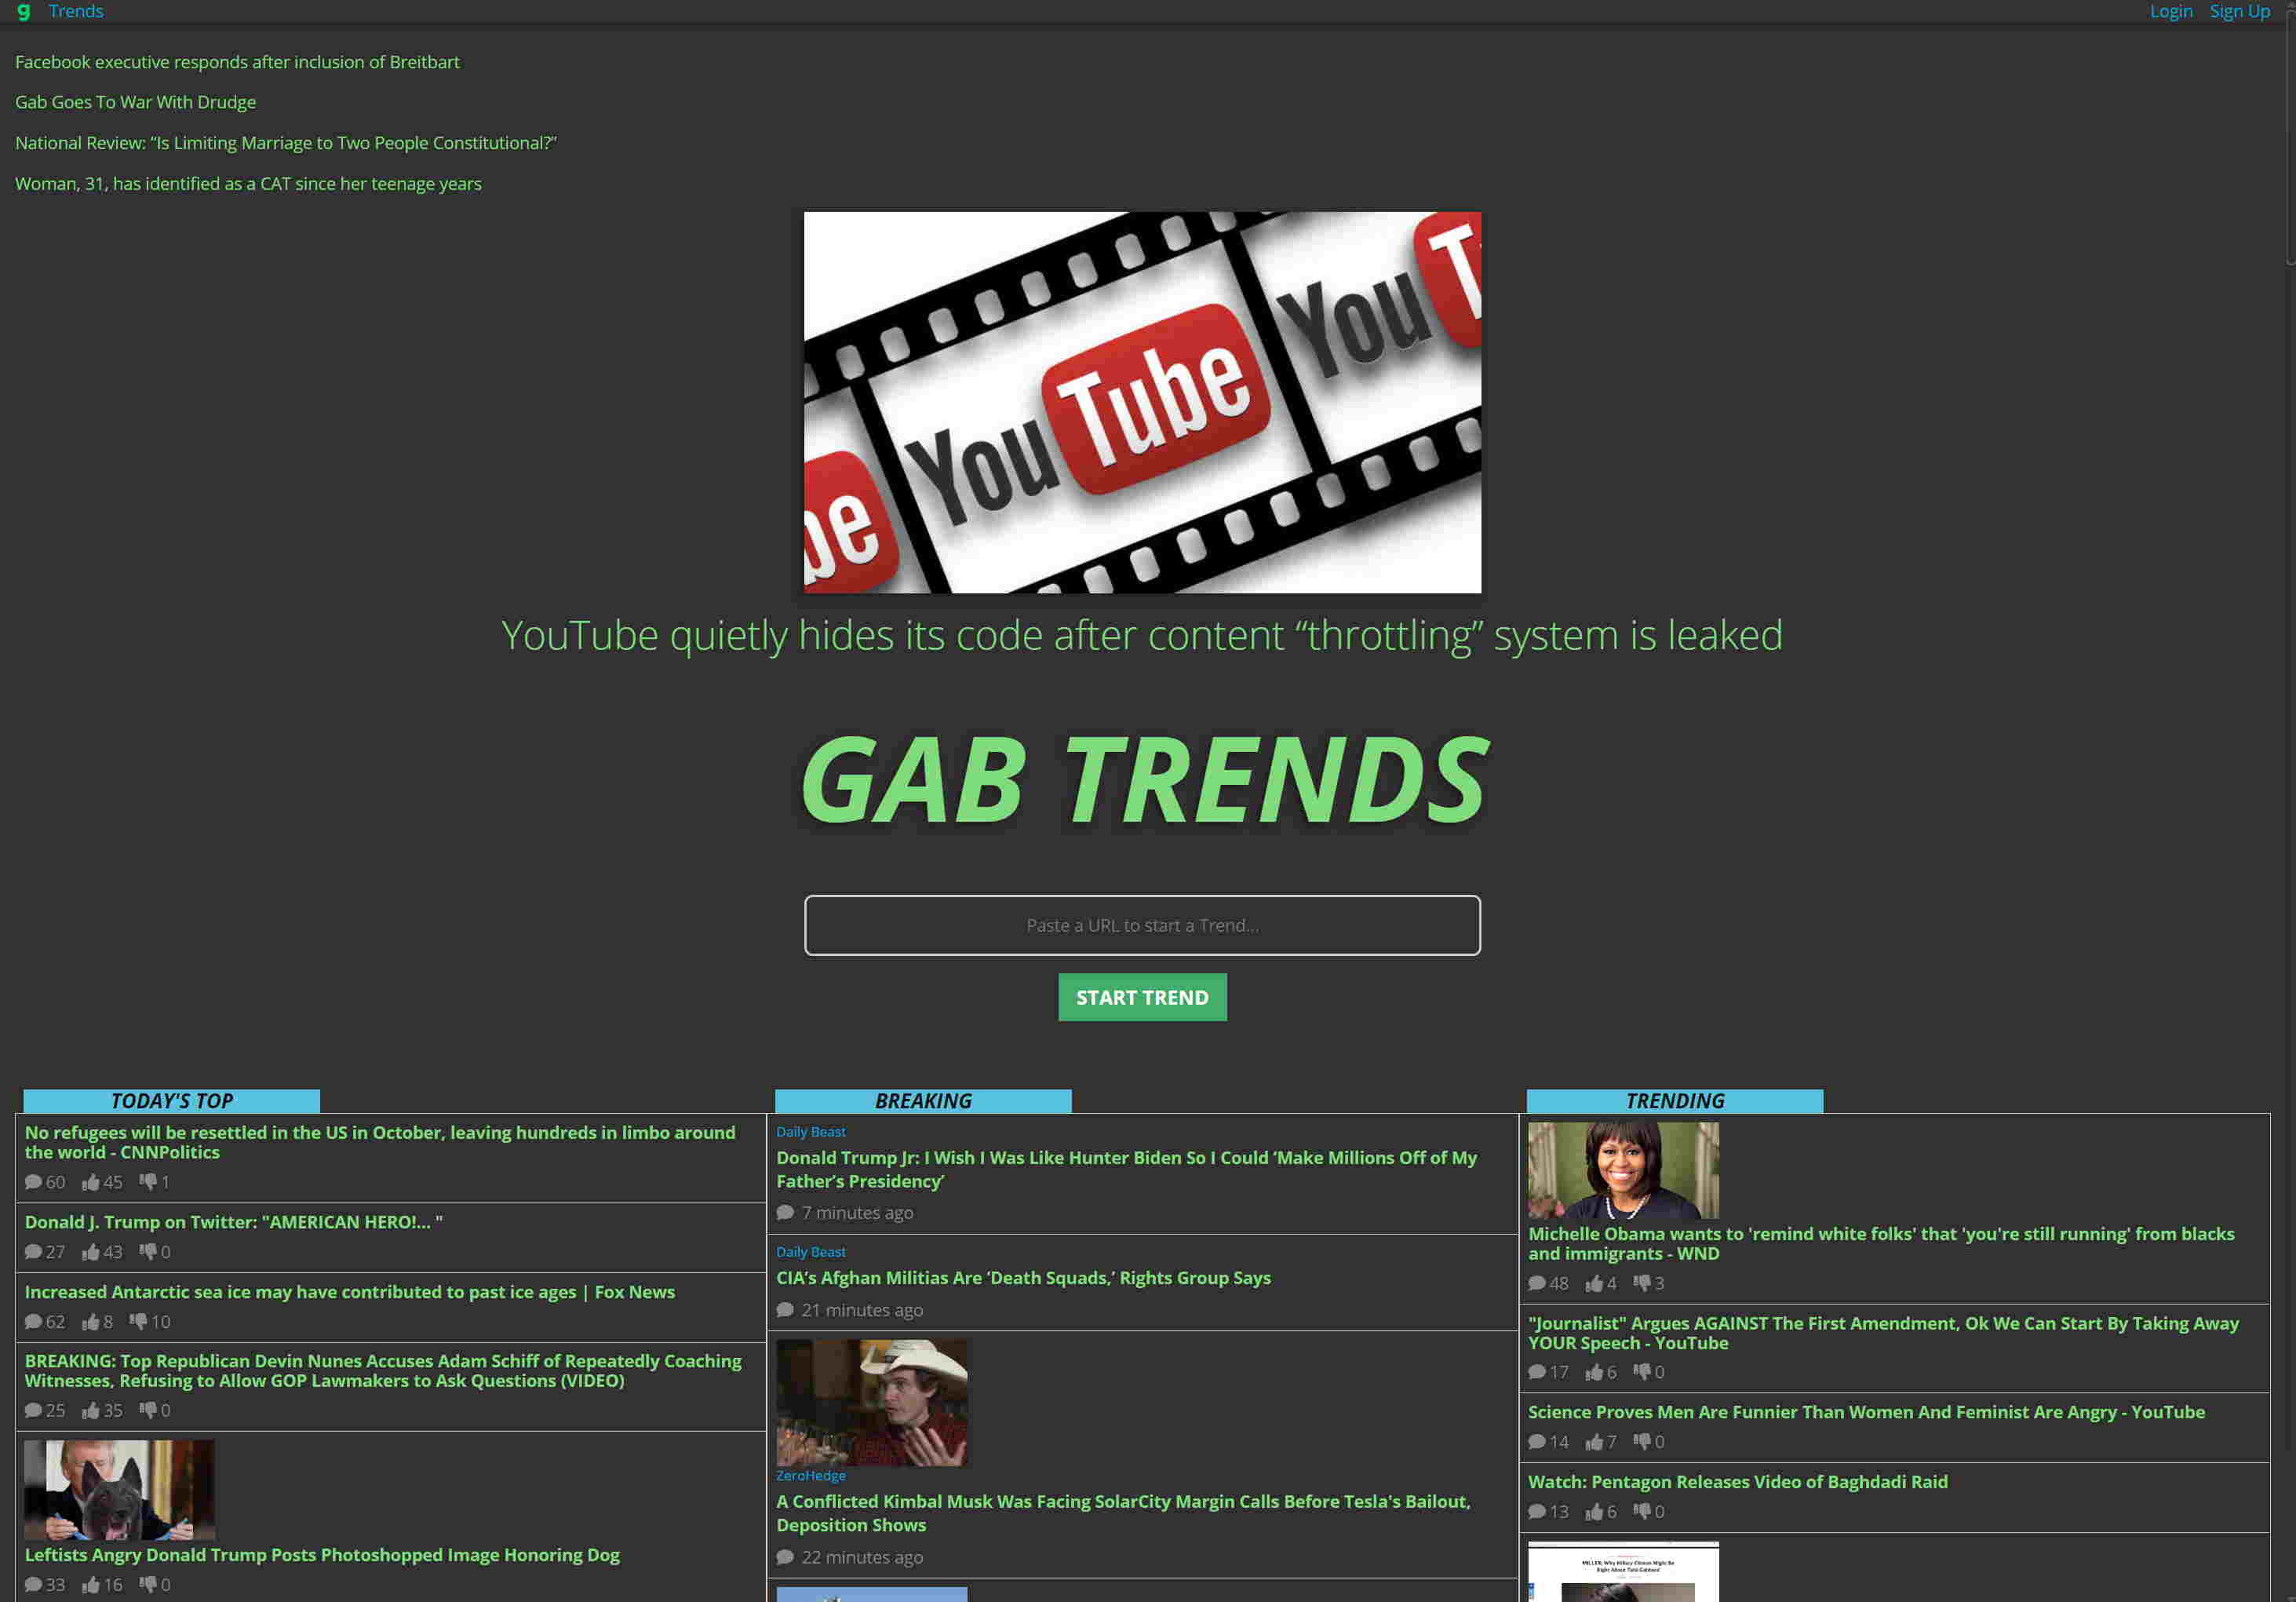 g Trends Login Sign Up
Facebook executive responds after inclusion of Breitbart
Gab Goes To War With Drudge
National Review: “Is Limiting Marriage to Two People Constitutional?”
Woman, 31, has identified as a CAT since her teenage years
be YouTube YouT
YouTube quietly hides its code after content “throttling” system is leaked
GAB TRENDS
Paste a URL to start a Trend...
START TREND
TODAY'S TOP
No refugees will be resettled in the US in October, leaving hundreds in limbo around
the world - CNNPolitics
60 45 1
Donald J. Trump on Twitter: "AMERICAN HERO!... "
27 43 0
Increased Antarctic sea ice may have contributed to past ice ages | Fox News
62 8 10
BREAKING: Top Republican Devin Nunes Accuses Adam Schiff of Repeatedly Coaching
Witnesses, Refusing to Allow GOP Lawmakers to Ask Questions (VIDEO)
25 35 0
Leftists Angry Donald Trump Posts Photoshopped Image Honoring Dog
33 16 0
BREAKING
Daily Beast
Donald Trump Jr: I Wish I Was Like Hunter Biden So I Could ‘Make Millions Off of My
Father’s Presidency’
7 minutes ago
Daily Beast
CIA’s Afghan Militias Are ‘Death Squads,’ Rights Group Says
21 minutes ago
ZeroHedge
A Conflicted Kimbal Musk Was Facing SolarCity Margin Calls Before Tesla's Bailout,
Deposition Shows
22 minutes ago
TRENDING
Michelle Obama wants to 'remind white folks' that 'you're still running' from blacks
and immigrants - WND
48 4 3
"Journalist" Argues AGAINST The First Amendment, Ok We Can Start By Taking Away
YOUR Speech - YouTube
17 6 0
Science Proves Men Are Funnier Than Women And Feminist Are Angry - YouTube
14 7 0
Watch: Pentagon Releases Video of Baghdadi Raid
13 6 0
MILLER: Why Hillary Clinton Might Be
Right About Tulsi Gabbard